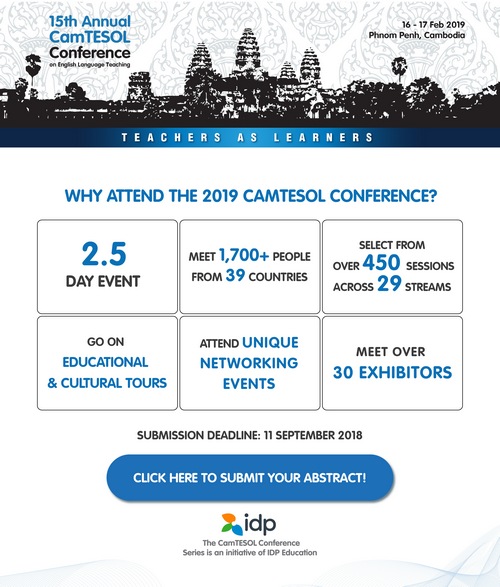 15th Annual
CamTESOL
Conference
on English Language Teaching
16 - 17 Feb 2019
Phnom Penh, Cambodia
TEACHERS AS LEARNERS
WHY ATTEND THE 2019 CAMTESOL CONFERENCE?
2.5
DAY EVENT
MEET 1,700+ PEOPLE
FROM 39 COUNTRIES
SELECT FROM
OVER 450 SESSIONS
ACROSS 29 STREAMS
GO ON
EDUCATIONAL
& CULTURAL TOURS
ATTEND UNIQUE
NETWORKING
EVENTS
MEET OVER
30 EXHIBITORS
SUBMISSION DEADLINE: 11 SEPTEMBER 2018
CLICK HERE TO SUBMIT YOUR ABSTRACT!
idp
The CamTESOL Conference
Series is an initiative of IDP Education